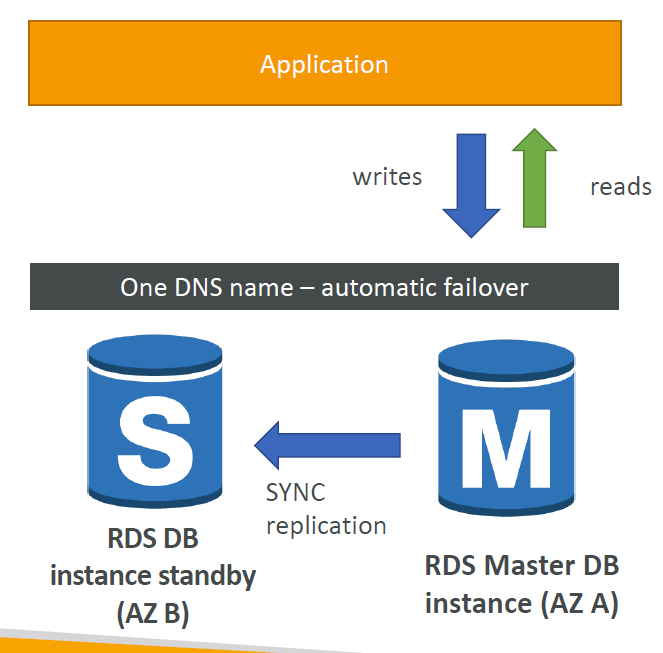 Application
writes
reads
One DNS name – automatic failover
S
M
SYNC
replication
RDS DB
instance standby
(AZ B)
RDS Master DB
instance (AZ A)